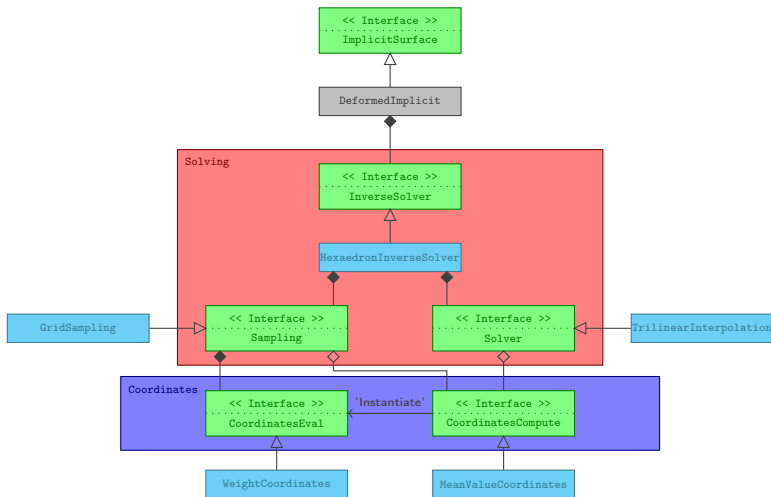 << Interface >>
ImplicitSurface
DeformedImplicit
Solving
<< Interface >>
InverseSolver
HexaedronInverseSolver
GridSampling
<< Interface >>
Sampling
<< Interface >>
Solver
TrilinearInterpolation
Coordinates
<< Interface >>
CoordinatesEval
'Instantiate'
<< Interface >>
CoordinatesCompute
WeightCoordinates
MeanValueCoordinates